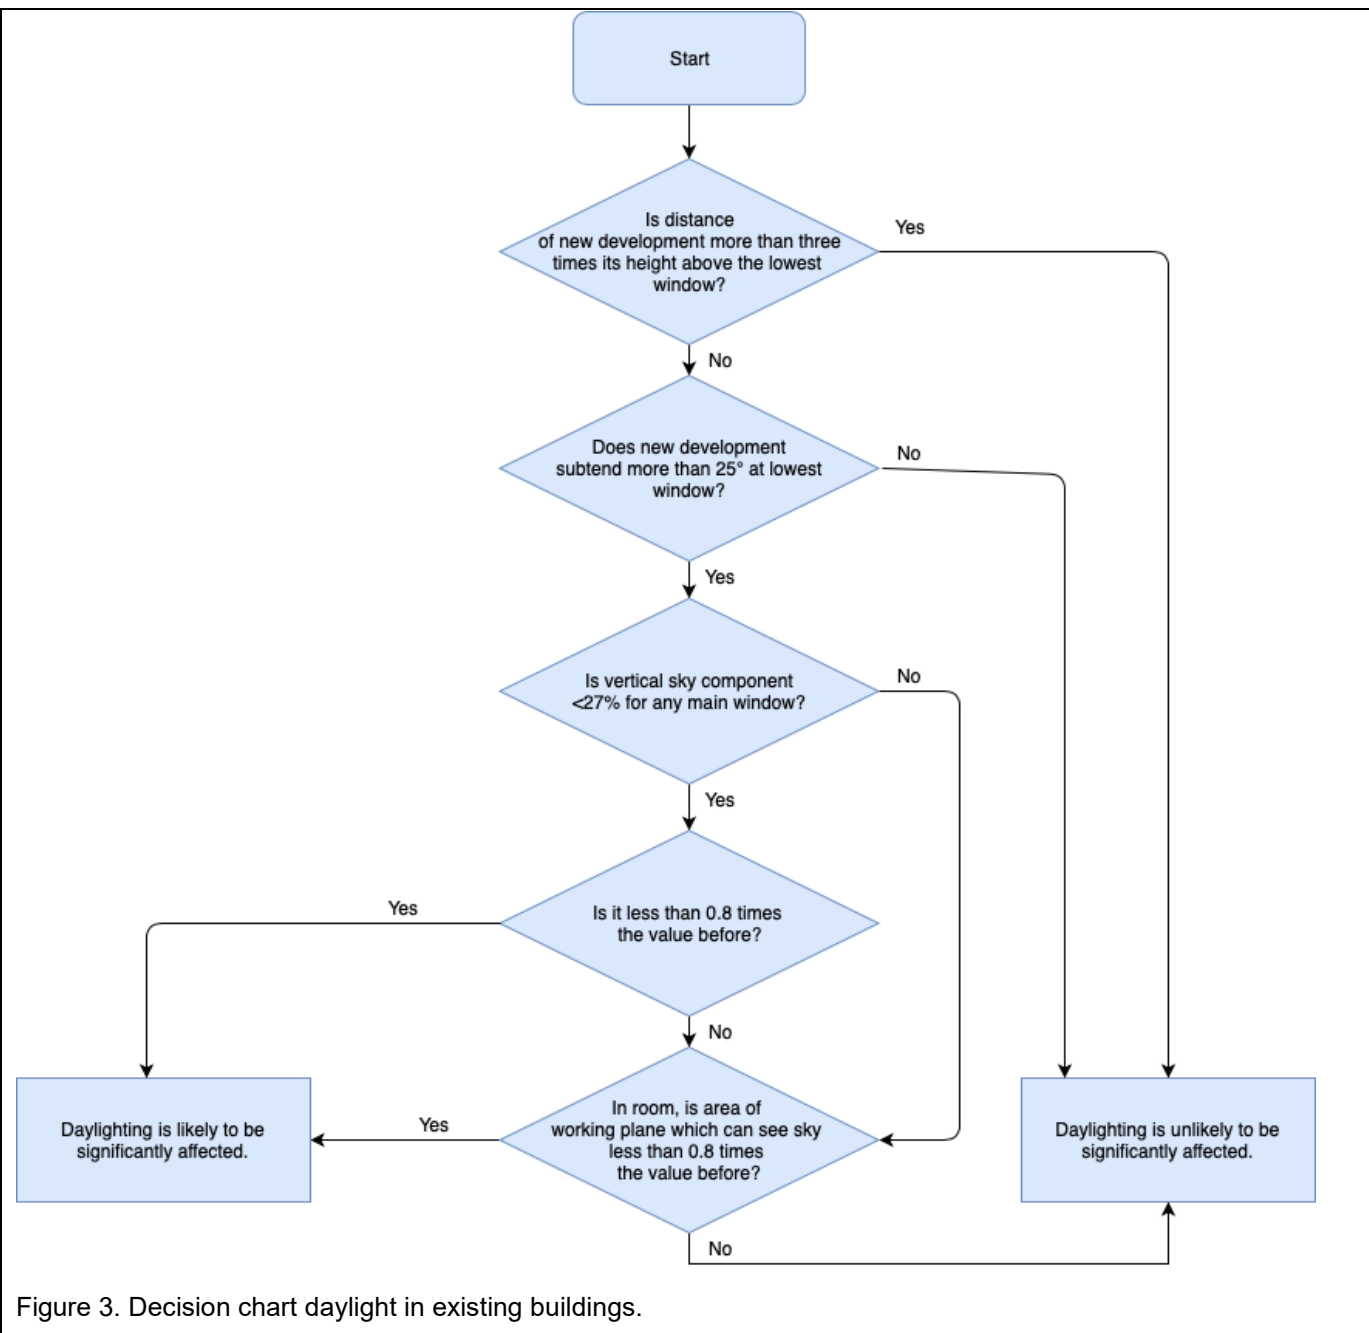 Start
Is distance
of new development more than three
times its height above the lowest
window?
Yes
No
Does new development
subtend more than 25° at lowest
window?
No
Yes
Is vertical sky component
<27% for any main window?
No
Yes
Is it less than 0.8 times
the value before?
Yes
No
In room, is area of
working plane which can see sky
less than 0.8 times
the value before?
Yes
No
Daylighting is likely to be
significantly affected.
Daylighting is unlikely to be
significantly affected.
Figure 3. Decision chart daylight in existing buildings.